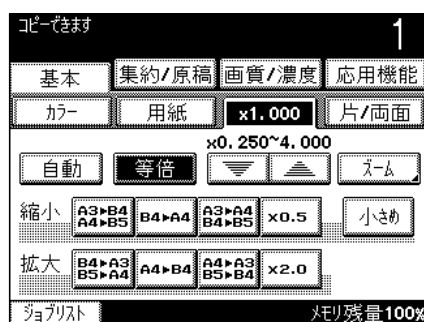 コピーできます 1
基本 集約/原稿 画質/濃度 応用機能
カラー 用紙 x1.000 片/両面
x0.250~4.000
自動 等倍 ズーム
縮小 A3▶B4 B4▶A4 A3▶A4 x0.5 小さめ
A4▶B5 B4▶B5
拡大 B4▶A3 A4▶B4 A4▶A3 x2.0
B5▶A4 B5▶B4
ジョブリスト メモリ残量100%